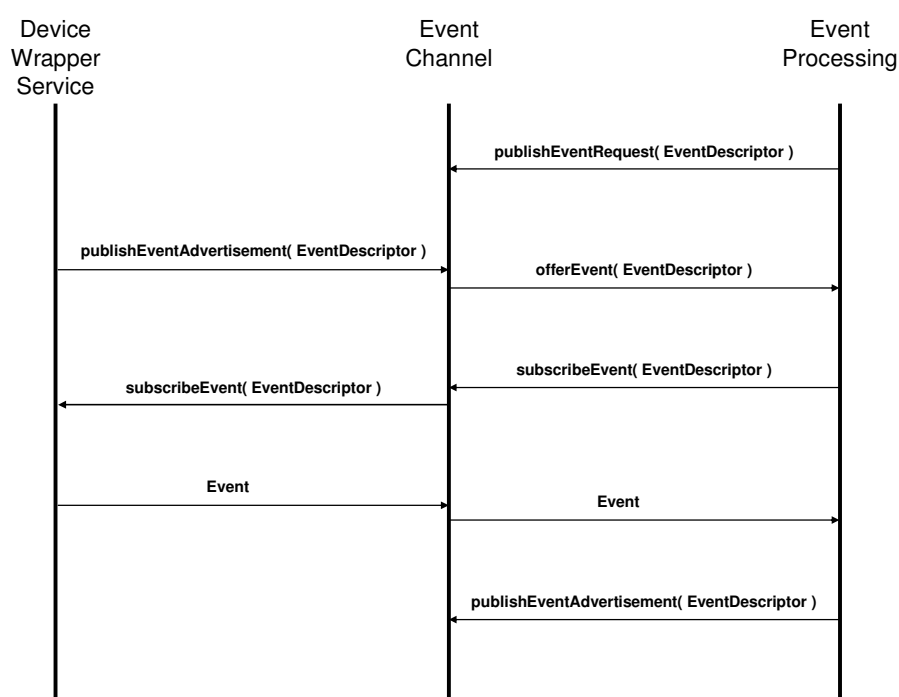 Device
Wrapper
Service
Event
Channel
Event
Processing
publishEventRequest( EventDescriptor )
publishEventAdvertisement( EventDescriptor )
offerEvent( EventDescriptor )
subscribeEvent( EventDescriptor )
subscribeEvent( EventDescriptor )
Event
Event
publishEventAdvertisement( EventDescriptor )